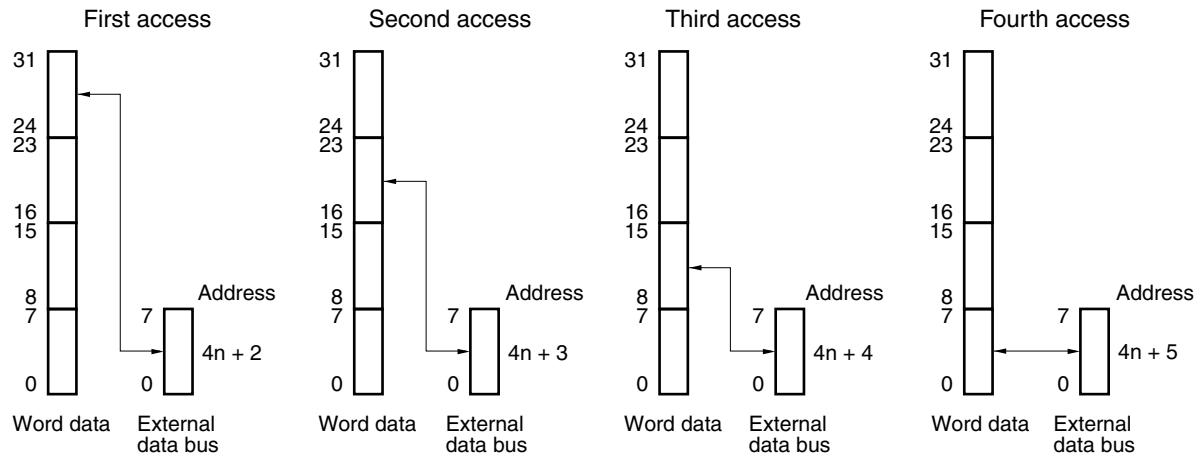 First access
31
24
23
16
15
8
7
0
7
0
Address
4n + 2
Word data
External
data bus
Second access
31
24
23
16
15
8
7
0
7
0
Address
4n + 3
Word data
External
data bus
Third access
31
24
23
16
15
8
7
0
7
0
Address
4n + 4
Word data
External
data bus
Fourth access
31
24
23
16
15
8
7
0
7
0
Address
4n + 5
Word data
External
data bus